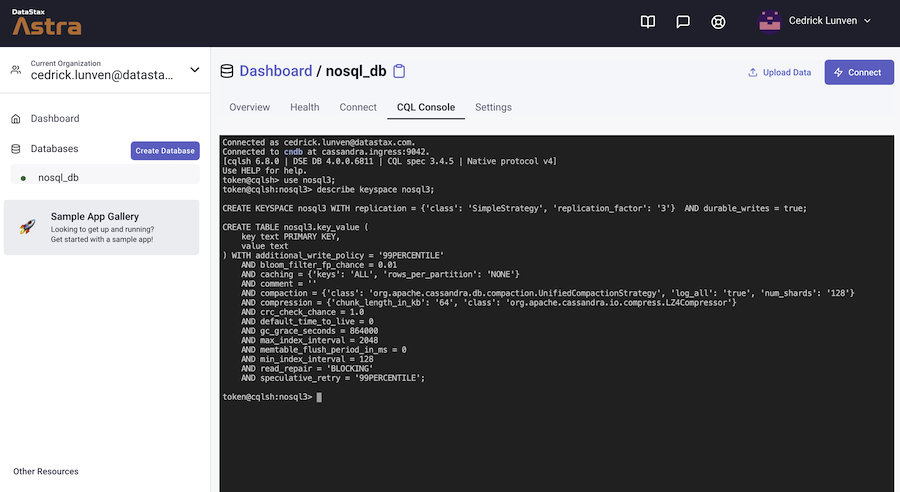 DataStax
Astra
Cedrick Lunven
Current Organization
cedrick.lunven@datasta...
Dashboard
Databases
Create Database
nosql_db
Sample App Gallery
Looking to get up and running?
Get started with a sample app!
Other Resources
Dashboard / nosql_db
Upload Data
Connect
Overview
Health
Connect
CQL Console
Settings
Connected as cedrick.lunven@datastax.com.
Connected to cndb at cassandra.ingress:9042.
[cqlsh 6.8.0 | DSE DB 4.0.0.6811 | CQL spec 3.4.5 | Native protocol v4]
Use HELP for help.
token@cqlsh> use nosql3;
token@cqlsh:nosql3> describe keyspace nosql3;
CREATE KEYSPACE nosql3 WITH replication = {'class': 'SimpleStrategy', 'replication_factor': '3'}  AND durable_writes = true;
CREATE TABLE nosql3.key_value (
    key text PRIMARY KEY,
    value text
) WITH additional_write_policy = '99PERCENTILE'
    AND bloom_filter_fp_chance = 0.01
    AND caching = {'keys': 'ALL', 'rows_per_partition': 'NONE'}
    AND comment = ''
    AND compaction = {'class': 'org.apache.cassandra.db.compaction.UnifiedCompactionStrategy', 'log_all': 'true', 'num_shards': '128'}
    AND compression = {'chunk_length_in_kb': '64', 'class': 'org.apache.cassandra.io.compress.LZ4Compressor'}
    AND crc_check_chance = 1.0
    AND default_time_to_live = 0
    AND gc_grace_seconds = 864000
    AND max_index_interval = 2048
    AND memtable_flush_period_in_ms = 0
    AND min_index_interval = 128
    AND read_repair = 'BLOCKING'
    AND speculative_retry = '99PERCENTILE';
token@cqlsh:nosql3>